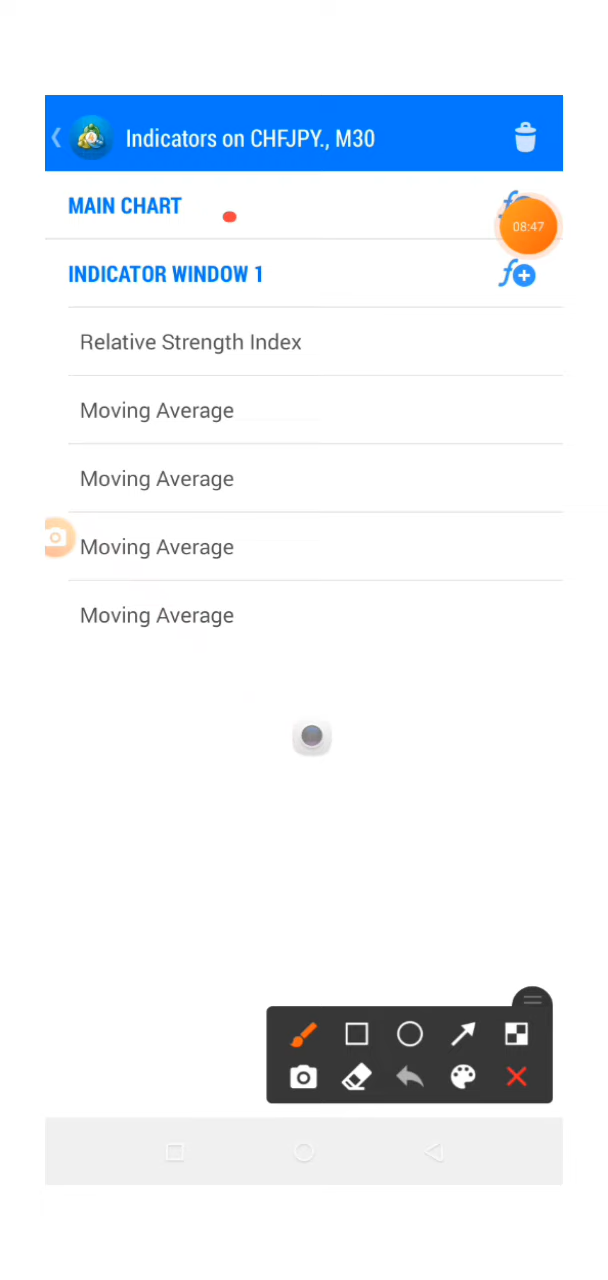 Indicators on CHFJPY., M30
MAIN CHART
08:47
INDICATOR WINDOW 1
Relative Strength Index
Moving Average
Moving Average
Moving Average
Moving Average